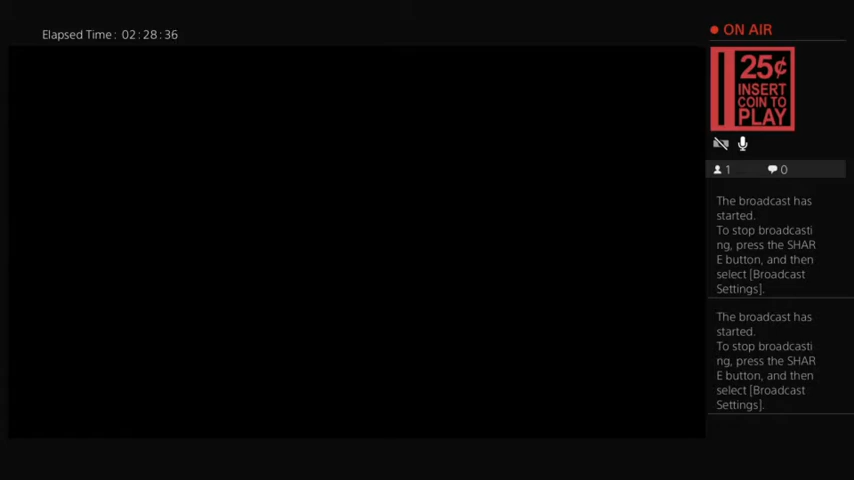 Elapsed Time: 02:28:36
ON AIR
25¢
INSERT
COIN TO
PLAY
1 0
The broadcast has
started.
To stop broadcasti
ng, press the SHAR
E button, and then
select [Broadcast
Settings].
The broadcast has
started.
To stop broadcasti
ng, press the SHAR
E button, and then
select [Broadcast
Settings].